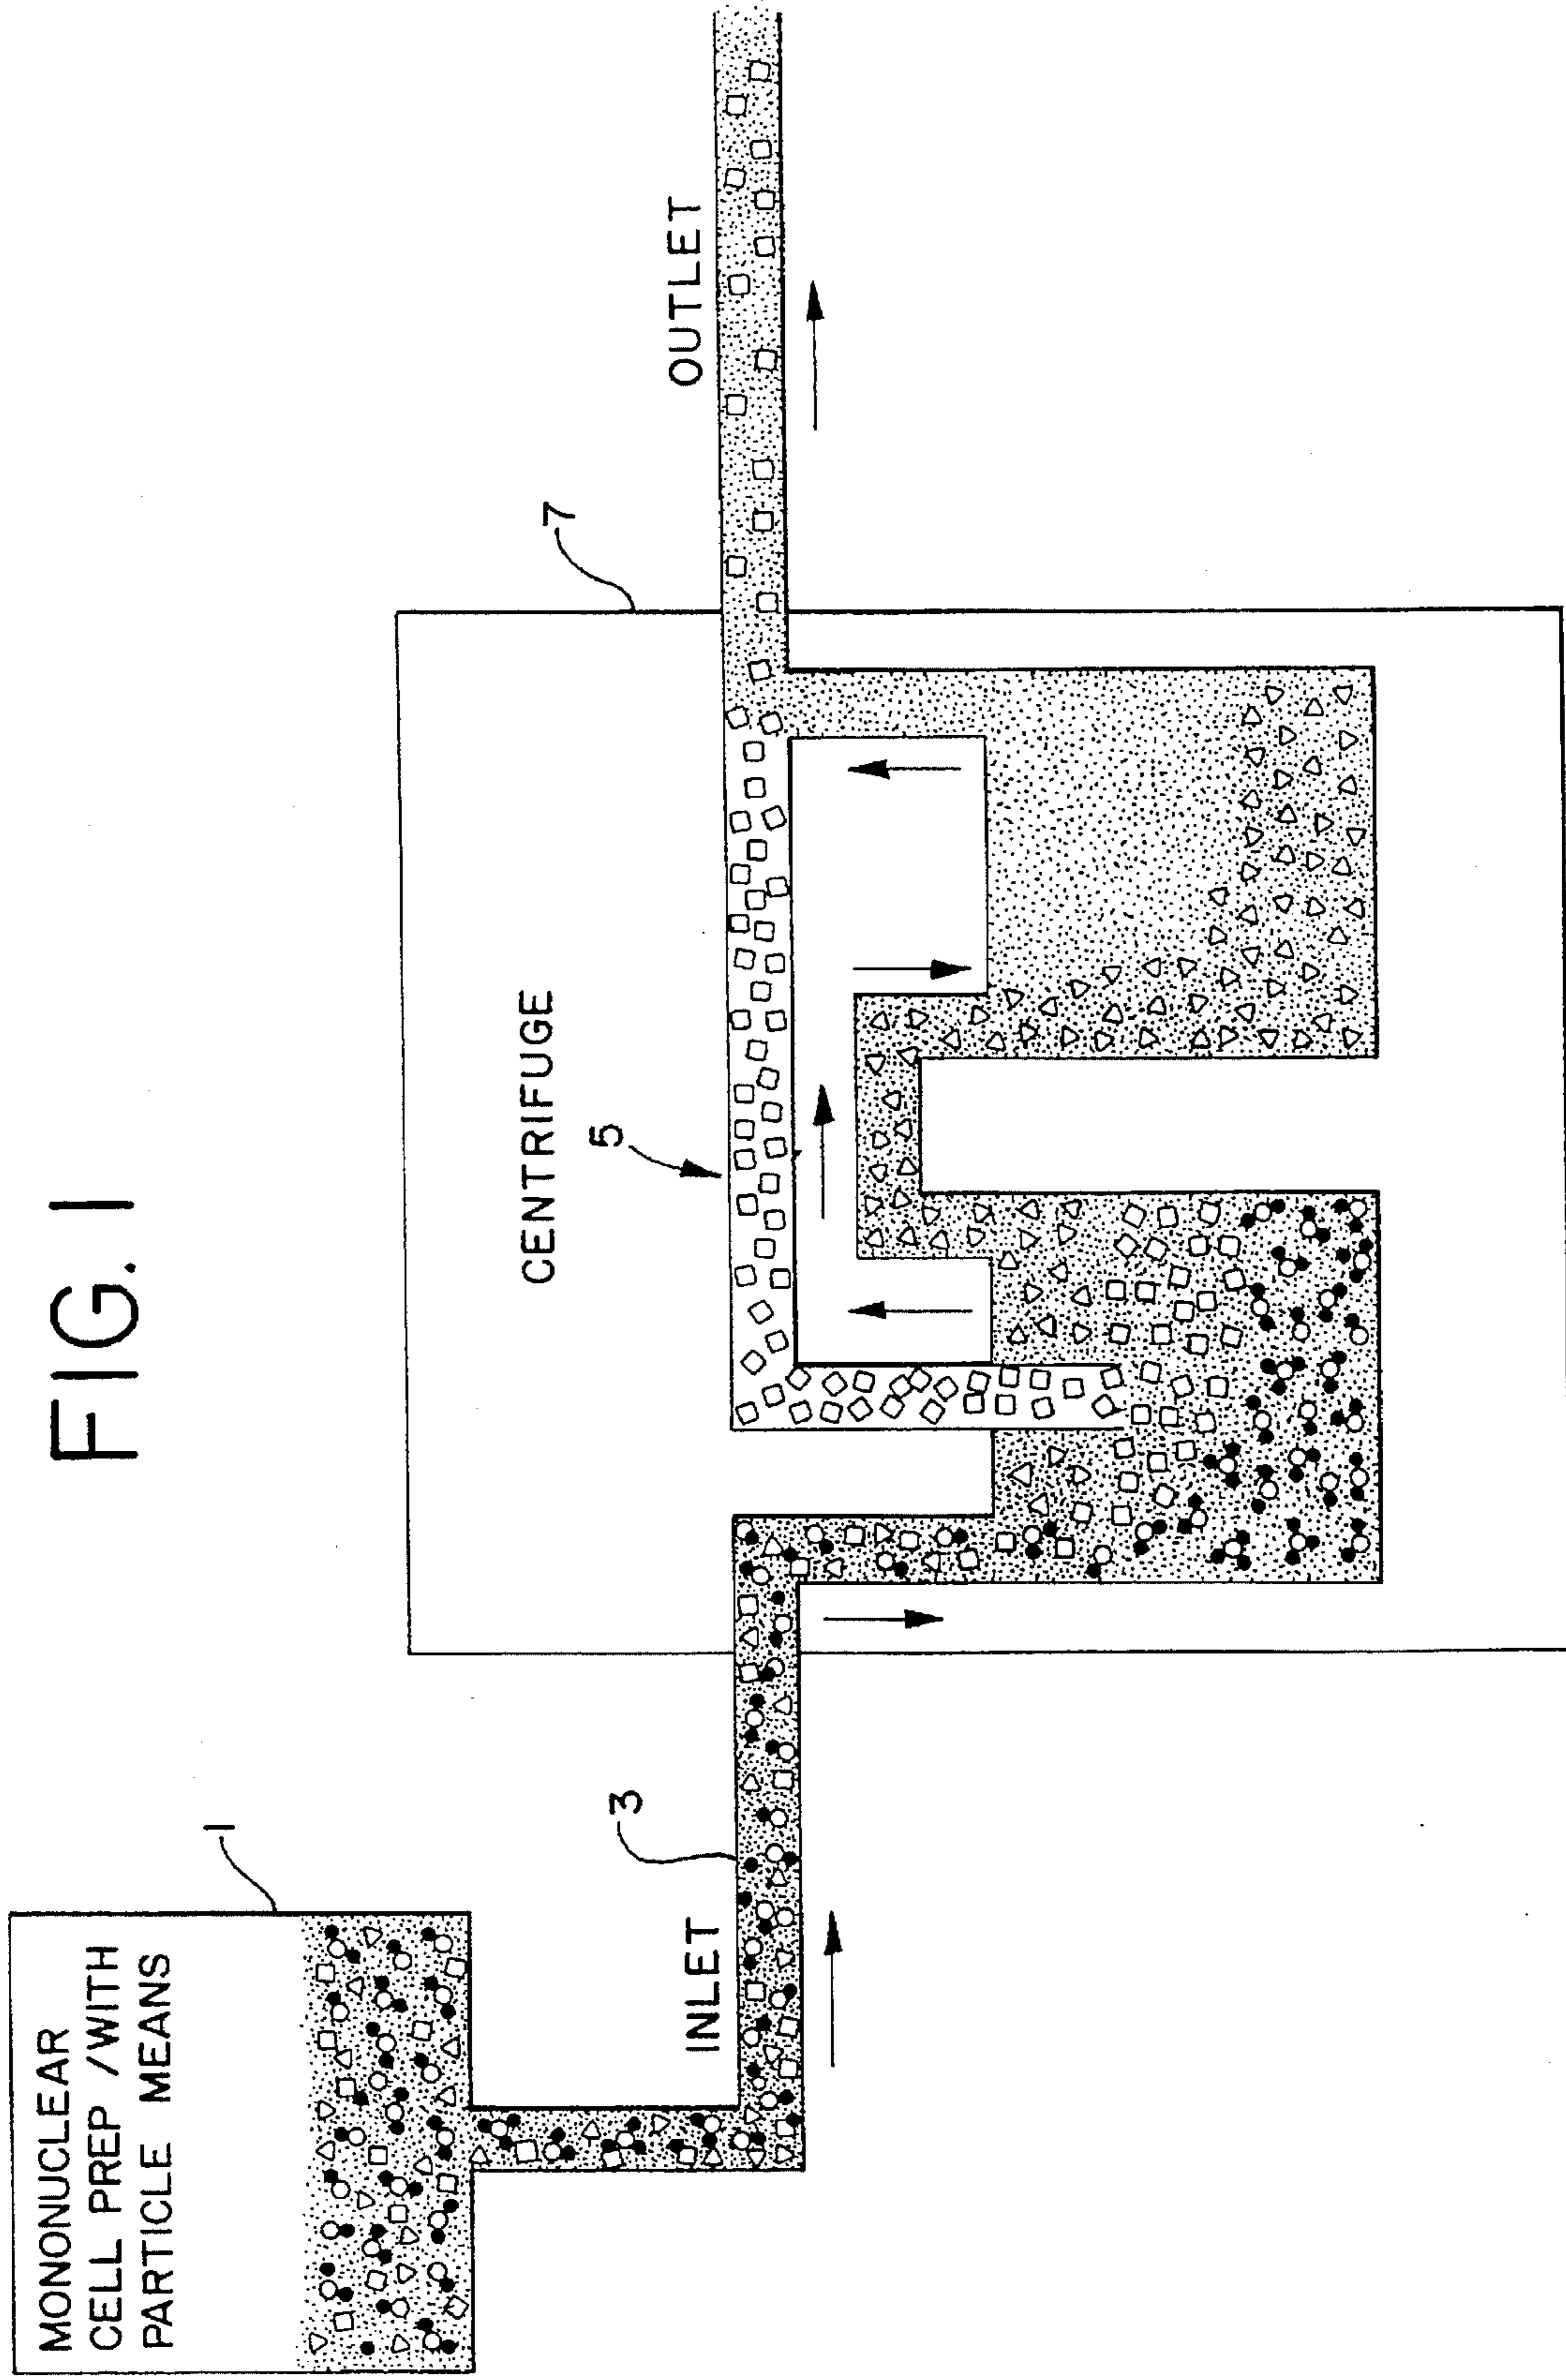 FIG. 1
MONONUCLEAR
CELL PREP /WITH
PARTICLE MEANS
1
INLET
3
CENTRIFUGE
5
7
OUTLET